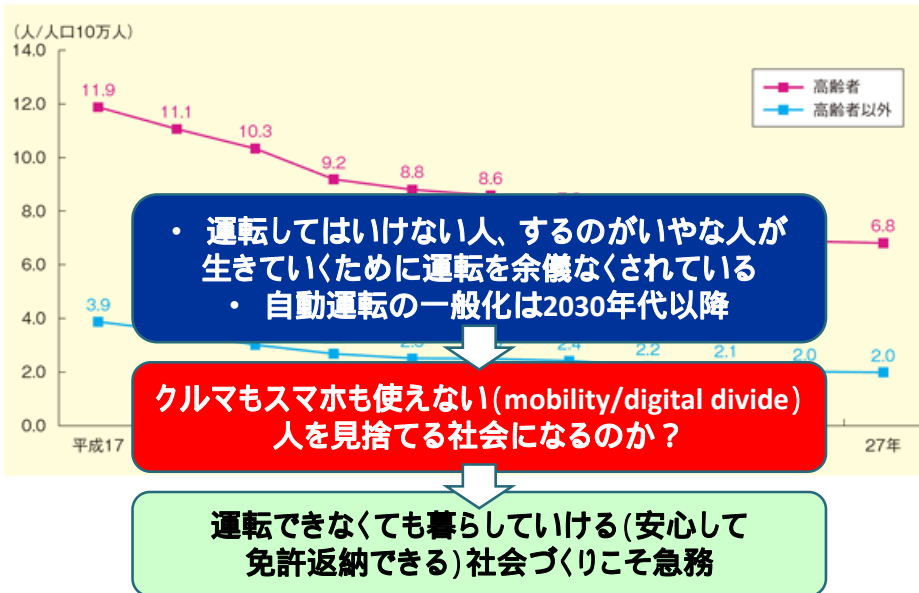 (人/人口10万人)
14.0
12.0
10.0
8.0
6.0
4.0
2.0
0.0
11.9
11.1
10.3
9.2
8.8
8.6
6.8
3.9
2.4
2.2
2.1
2.0
2.0
高齢者
高齢者以外
平成17
27年
• 運転してはいけない人、するのがいやな人が
生きていくために運転を余儀なくされている
• 自動運転の一般化は2030年代以降
クルマもスマホも使えない(mobility/digital divide)
人を見捨てる社会になるのか？
運転できなくても暮らしていける(安心して
免許返納できる)社会づくりこそ急務